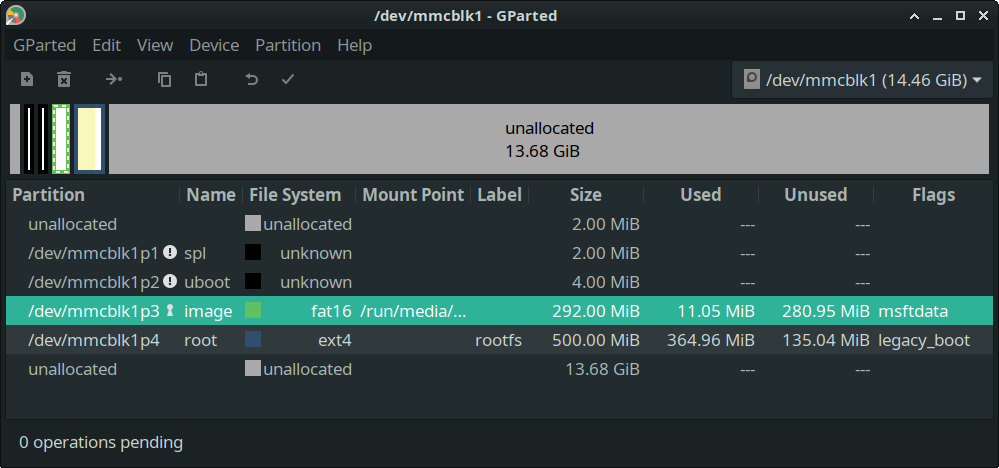 /dev/mmcblk1 - GParted
GParted Edit View Device Partition Help
/dev/mmcblk1 (14.46 GiB)
unallocated
13.68 GiB
Partition Name File System Mount Point Label Size Used Unused Flags
unallocated unallocated 2.00 MiB --- ---
/dev/mmcblk1p1 spl unknown 2.00 MiB --- ---
/dev/mmcblk1p2 uboot unknown 4.00 MiB --- ---
/dev/mmcblk1p3 image fat16 /run/media/... 292.00 MiB 11.05 MiB 280.95 MiB msftdata
/dev/mmcblk1p4 root ext4 rootfs 500.00 MiB 364.96 MiB 135.04 MiB legacy_boot
unallocated unallocated 13.68 GiB --- ---
0 operations pending